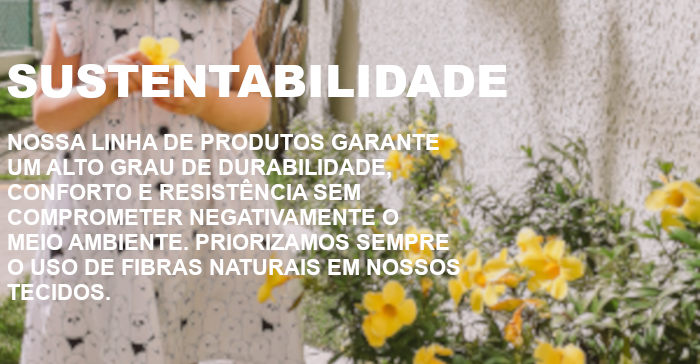 SUSTENTABILIDADE
NOSSA LINHA DE PRODUTOS GARANTE
UM ALTO GRAU DE DURABILIDADE,
CONFORTO E RESISTÊNCIA SEM
COMPROMETER NEGATIVAMENTE O
MEIO AMBIENTE. PRIORIZAMOS SEMPRE
O USO DE FIBRAS NATURAIS EM NOSSOS
TECIDOS.